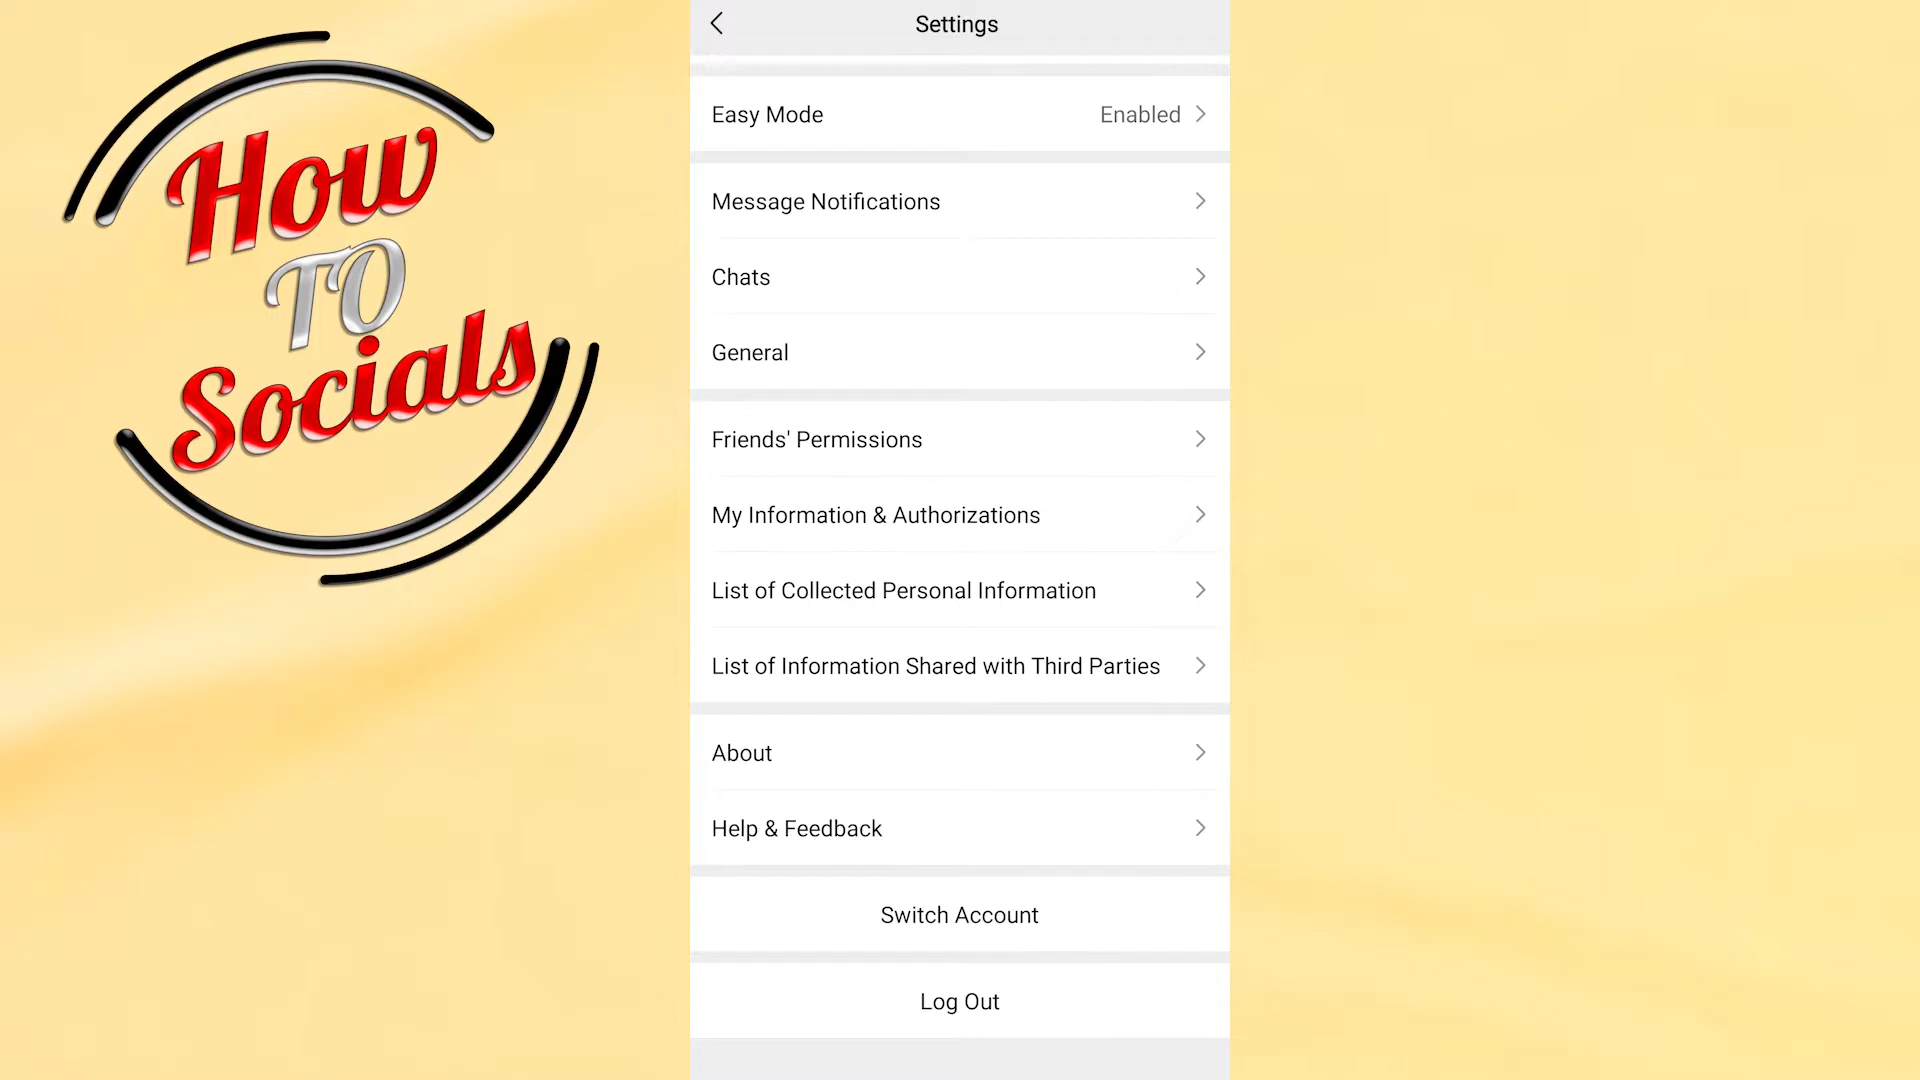 How
TO
Socials
Settings
Easy Mode Enabled
Message Notifications
Chats
General
Friends' Permissions
My Information & Authorizations
List of Collected Personal Information
List of Information Shared with Third Parties
About
Help & Feedback
Switch Account
Log Out